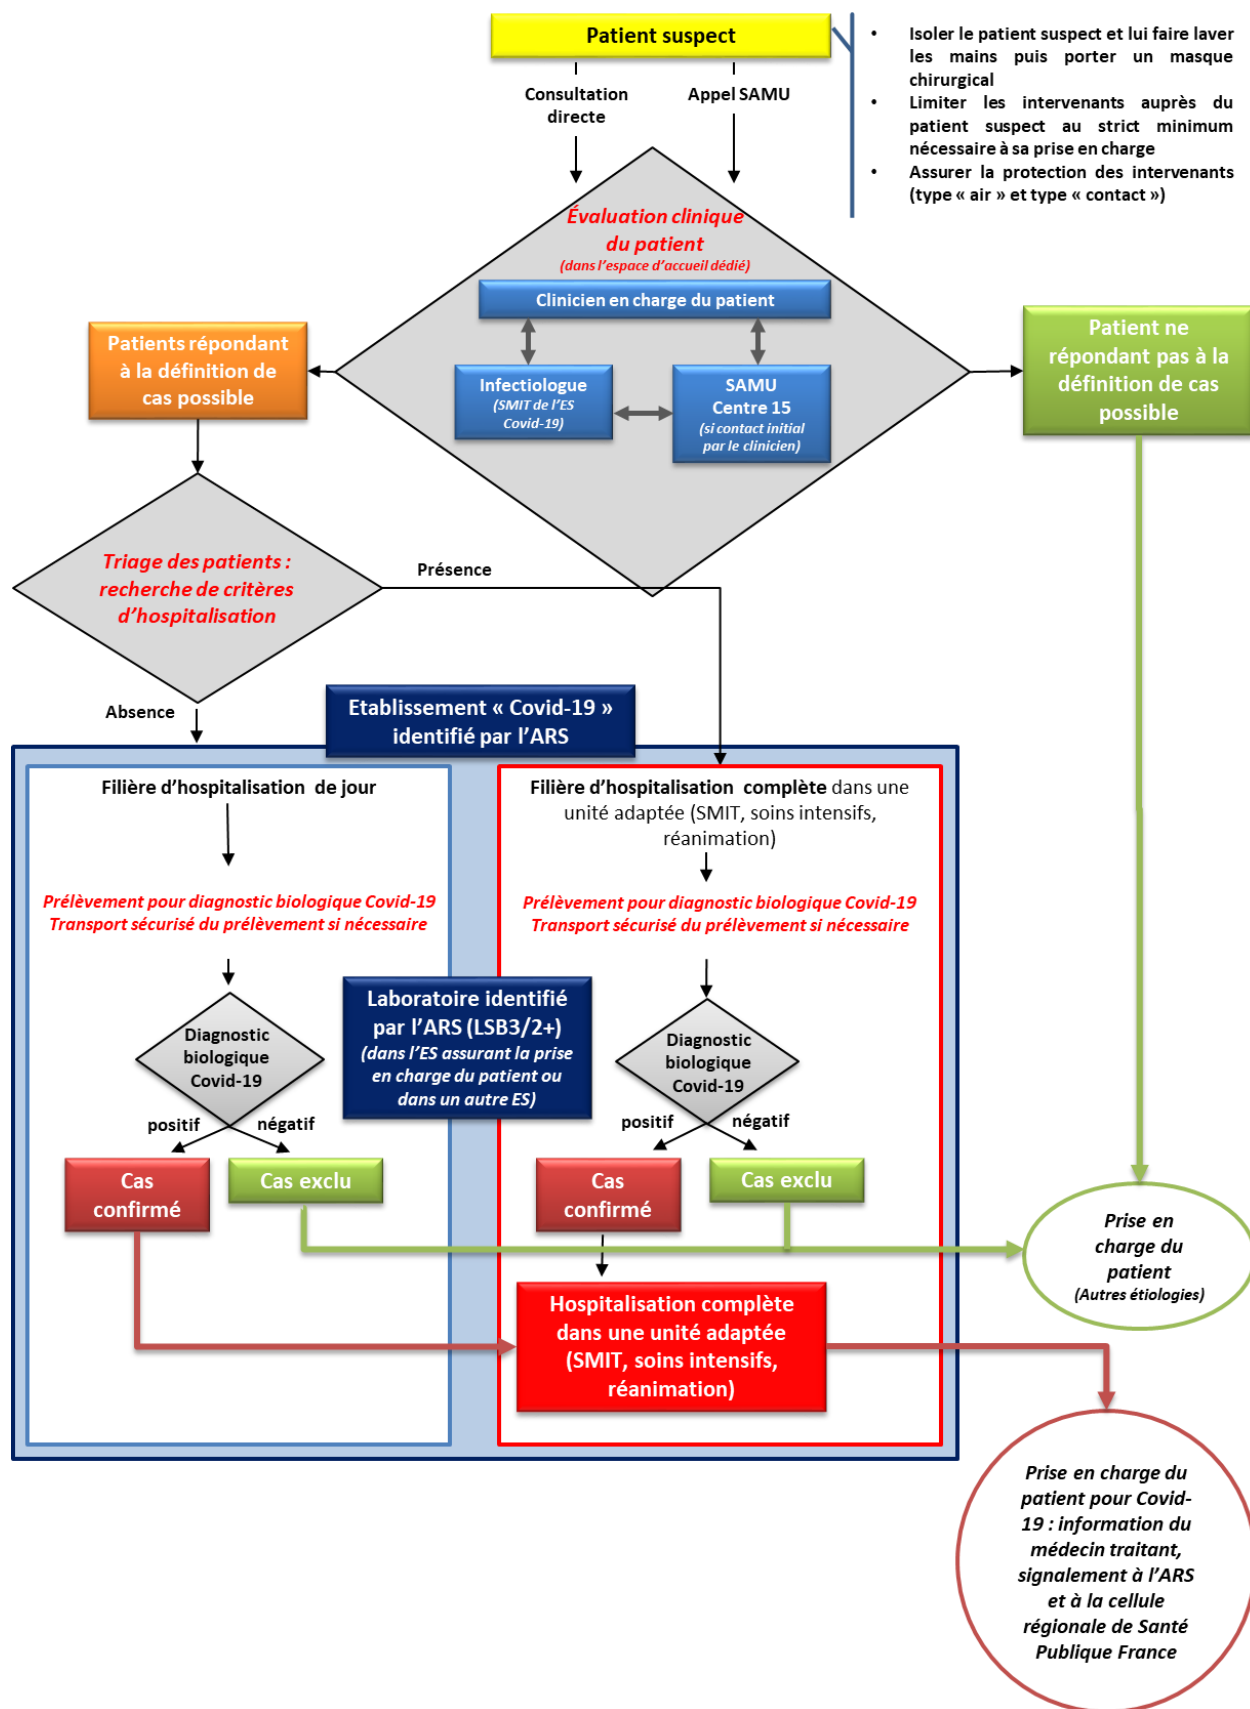 Patient suspect
• Isoler le patient suspect et lui faire laver
les mains puis porter un masque
chirurgical
• Limiter les intervenants auprès du
patient suspect au strict minimum
nécessaire à sa prise en charge
• Assurer la protection des intervenants
(type « air » et type « contact »)
Consultation
directe
Appel SAMU
Évaluation clinique
du patient
(dans l'espace d'accueil dédié)
Clinicien en charge du patient
Infectiologue
(SMIT de l'ES
Covid-19)
SAMU
Centre 15
(si contact initial
par le clinicien)
Patients répondant
à la définition de
cas possible
Patient ne
répondant pas à la
définition de cas
possible
Triage des patients :
recherche de critères
d'hospitalisation
Présence
Absence
Etablissement « Covid-19 »
identifié par l'ARS
Filière d'hospitalisation de jour
Prélèvement pour diagnostic biologique Covid-19
Transport sécurisé du prélèvement si nécessaire
Diagnostic
biologique
Covid-19
positif
négatif
Cas
confirmé
Cas exclu
Laboratoire identifié
par l'ARS (LSB3/2+)
(dans l'ES assurant la prise
en charge du patient ou
dans un autre ES)
Filière d'hospitalisation complète dans une
unité adaptée (SMIT, soins intensifs,
réanimation)
Prélèvement pour diagnostic biologique Covid-19
Transport sécurisé du prélèvement si nécessaire
Diagnostic
biologique
Covid-19
positif
négatif
Cas
confirmé
Cas exclu
Hospitalisation complète
dans une unité adaptée
(SMIT, soins intensifs,
réanimation)
Prise en
charge du
patient
(Autres étiologies)
Prise en charge du
patient pour Covid-
19 : information du
médecin traitant,
signalement à l'ARS
et à la cellule
régionale de Santé
Publique France